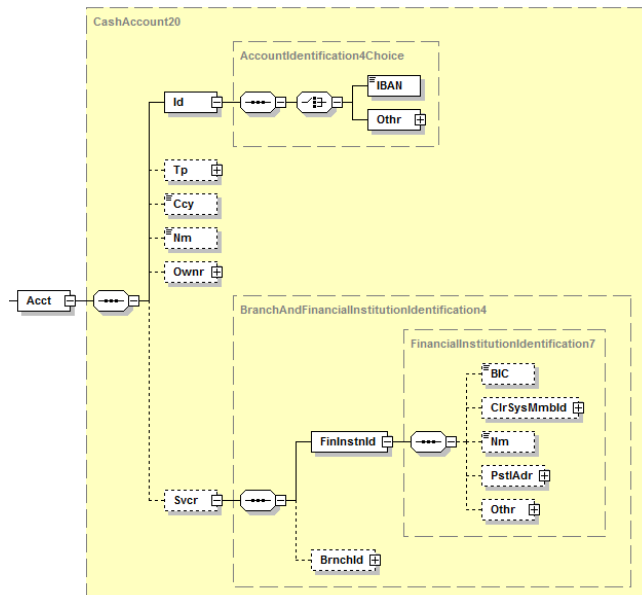 CashAccount20
AccountIdentification4Choice
Id
IBAN
Othr
Tp
Ccy
Nm
Ownr
Acct
BranchAndFinancialInstitutionIdentification4
FinancialInstitutionIdentification7
BIC
ClrSysMmbId
FinInstnId
Nm
PstlAdr
Svcr
Othr
BrnchId